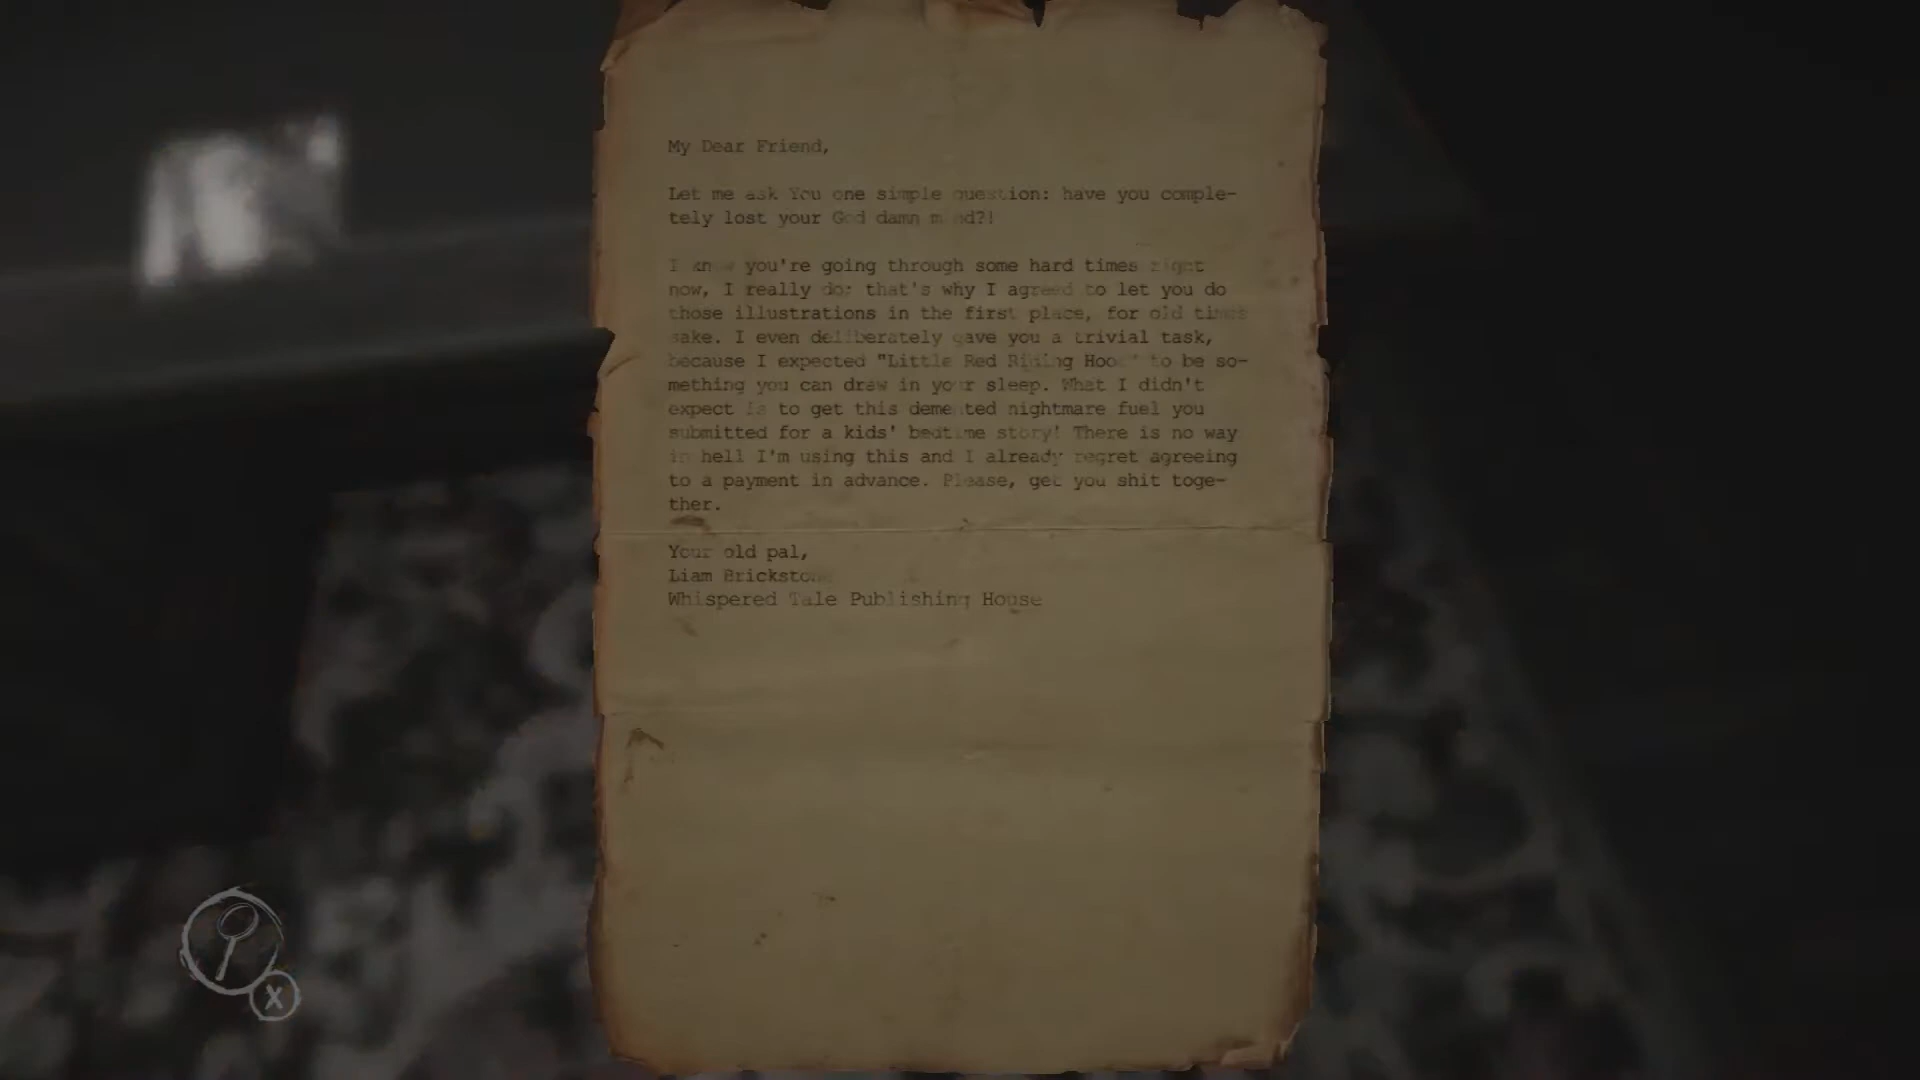 My Dear Friend,
Let me ask You one simple question: have you comple-
tely lost your God damn mind?!
I know you're going through some hard times right
now, I really do; that's why I agreed to let you do
those illustrations in the first place, for old times
sake. I even deliberately gave you a trivial task,
because I expected "Little Red Riding Hood" to be so-
mething you can draw in your sleep. What I didn't
expect is to get this demented nightmare fuel you
submitted for a kids' bedtime story! There is no way
in hell I'm using this and I already regret agreeing
to a payment in advance. Please, get you shit toge-
ther.
Your old pal,
Liam Brickstone
Whispered Tale Publishing House
X